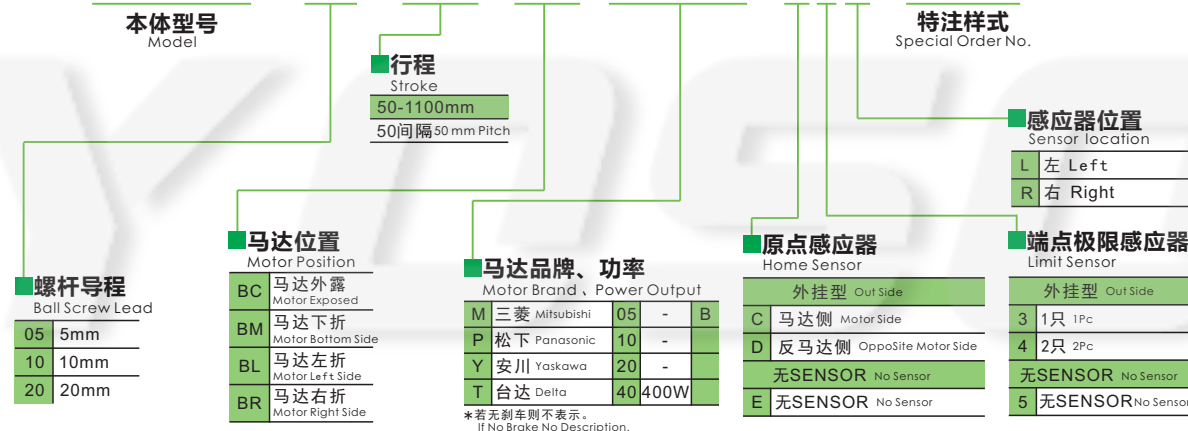 本体型号
Model
特注样式
Special Order No.
行程
Stroke
50-1100mm
50间隔 50 mm Pitch
感应器位置
Sensor location
L 左 Left
R 右 Right
螺杆导程
Ball Screw Lead
05 5mm
10 10mm
20 20mm
马达位置
Motor Position
BC 马达外露
Motor Exposed
BM 马达下折
Motor Bottom Side
BL 马达左折
Motor Left Side
BR 马达右折
Motor Right Side
马达品牌、功率
Motor Brand 、Power Output
M 三菱 Mitsubishi 05 - B
P 松下 Panasonic 10 -
Y 安川 Yaskawa 20 -
T 台达 Delta 40 400W
*若无刹车则不表示。
If No Brake No Description.
原点感应器
Home Sensor
外挂型 Out Side
C 马达侧 Motor Side
D 反马达侧 OppoSite Motor Side
无SENSOR No Sensor
E 无SENSOR No Sensor
端点极限感应器
Limit Sensor
外挂型 Out Side
3 1只 1Pc
4 2只 2Pc
无SENSOR No Sensor
5 无SENSOR No Sensor